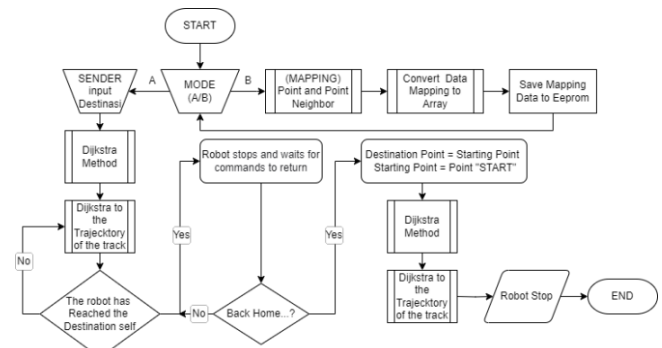 START
SENDER
input
Destinasi
A
MODE
(A/B)
B
(MAPPING)
Point and Point
Neighbor
Convert Data
Mapping to
Array
Save Mapping
Data to Eeprom
Dijkstra
Method
Robot stops and waits for
commands to return
Destination Point = Starting Point
Starting Point = Point "START"
Dijkstra to
the
Trajecktory
of the track
No
Yes
Yes
Dijkstra
Method
The robot has
Reached the
Destination self
No
Back Home...?
Dijkstra to
the
Trajecktory
of the track
Robot Stop
END